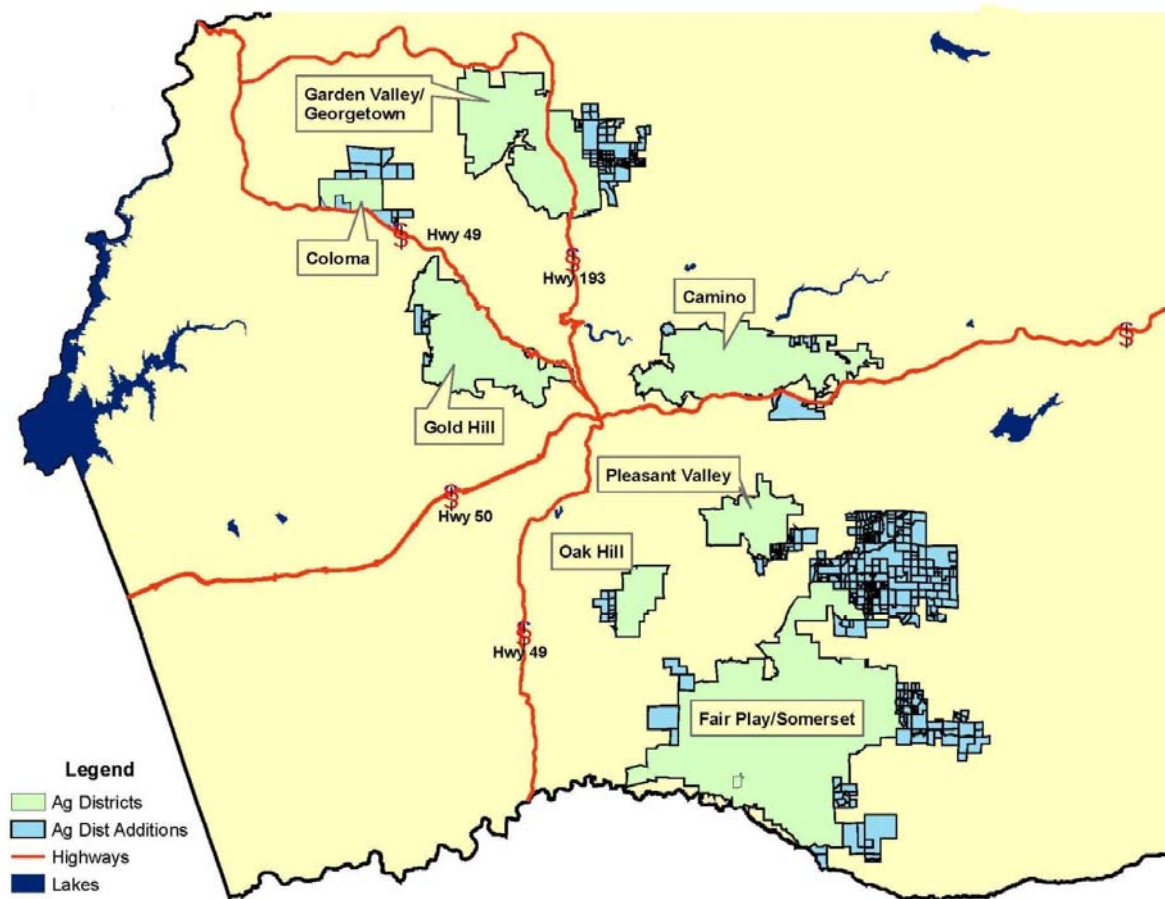 Garden Valley/
Georgetown
Coloma
Hwy 49
Hwy 193
Camino
Gold Hill
Pleasant Valley
Hwy 50
Oak Hill
Hwy 49
Fair Play/Somerset
Legend
Ag Districts
Ag Dist Additions
Highways
Lakes